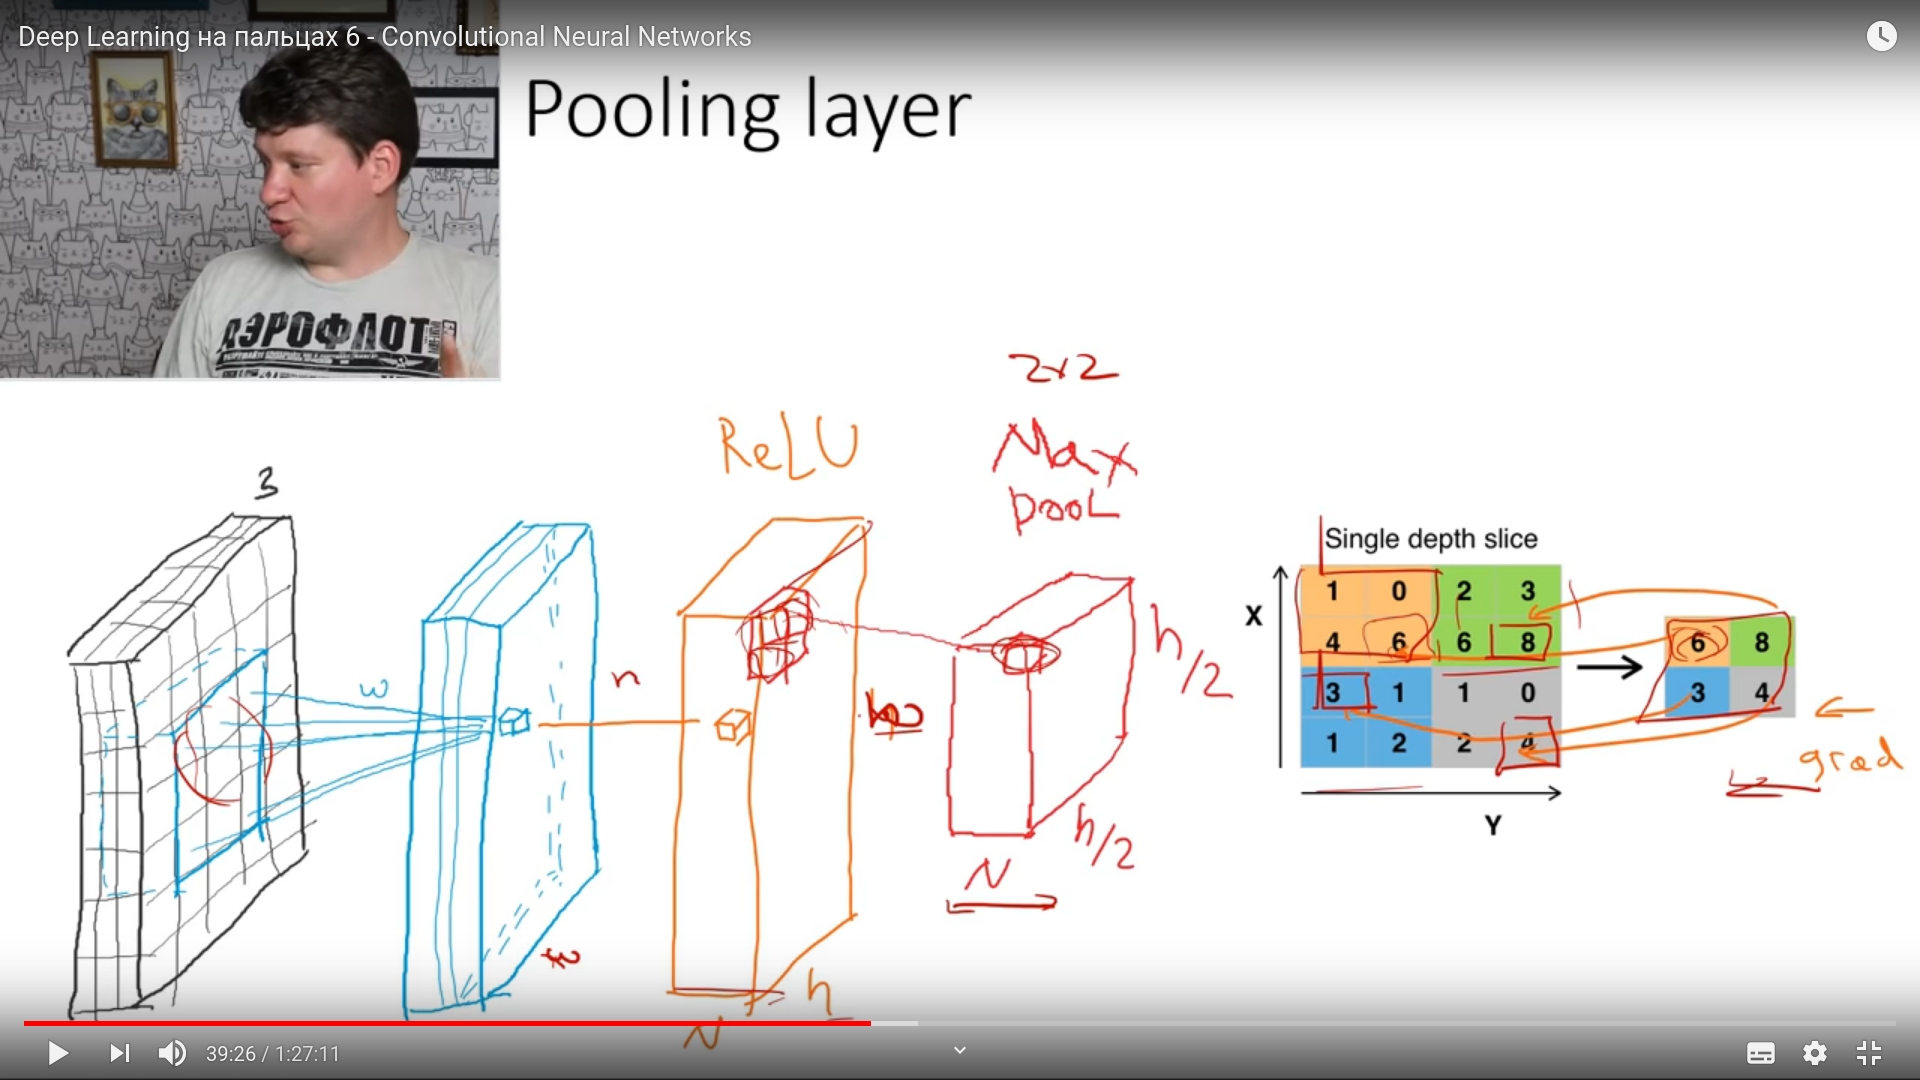 Deep Learning на пальцах 6 - Convolutional Neural Networks
Pooling layer
АЭРОФЛОТ
2x2
ReLU
Max
pool
3
w
n
h/2
h/2
N
h
N
Single depth slice
X
1 0 2 3
4 6 6 8
3 1 1 0
1 2 2 4
Y
6 8
3 4
grad
39:26 / 1:27:11